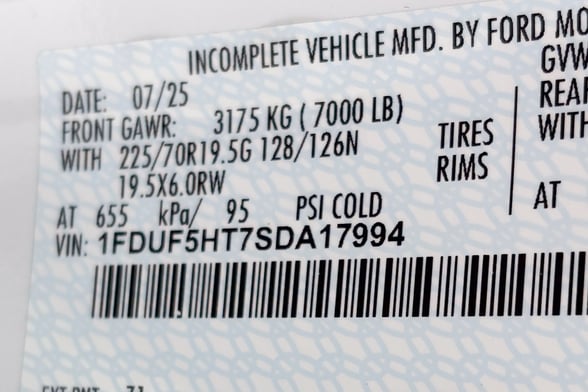 INCOMPLETE VEHICLE MFD. BY FORD MO
DATE: 07/25
GVW
FRONT GAWR: 3175 KG ( 7000 LB)
REAR
WITH 225/70R19.5G 128/126N
TIRES
WITH
19.5X6.0RW
RIMS
AT 655 kPa/ 95 PSI COLD
AT
VIN: 1FDUF5HT7SDA17994